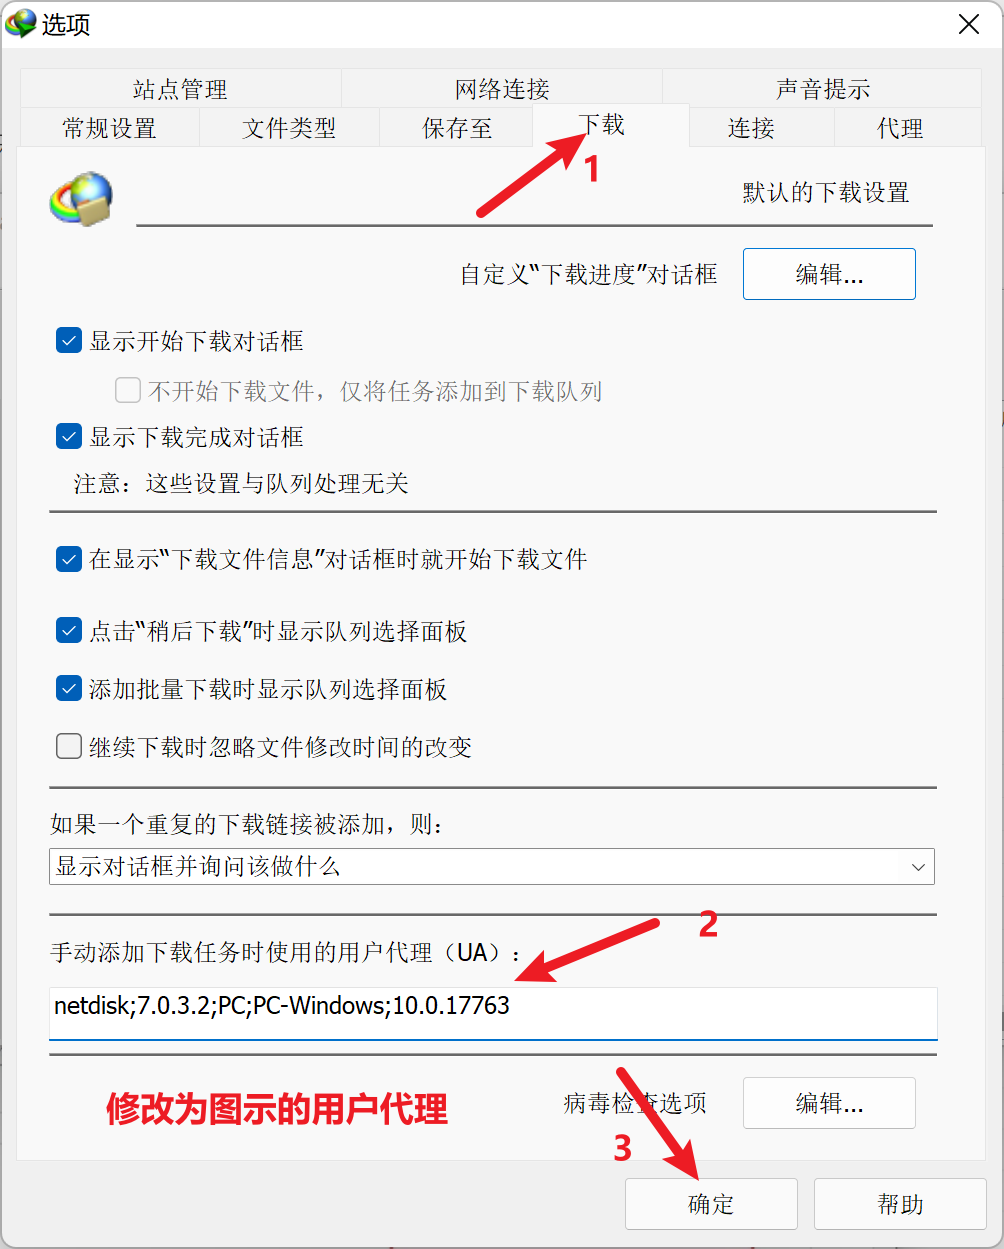 选项
站点管理 网络连接 声音提示
常规设置 文件类型 保存至 下载 连接 代理
1
默认的下载设置
自定义“下载进度”对话框 编辑...
显示开始下载对话框
不开始下载文件，仅将任务添加到下载队列
显示下载完成对话框
注意：这些设置与队列处理无关
在显示“下载文件信息”对话框时就开始下载文件
点击“稍后下载”时显示队列选择面板
添加批量下载时显示队列选择面板
继续下载时忽略文件修改时间的改变
如果一个重复的下载链接被添加，则：
显示对话框并询问该做什么
2
手动添加下载任务时使用的用户代理（UA）：
netdisk;7.0.3.2;PC;PC-Windows;10.0.17763
修改为图示的用户代理 病毒检查选项 编辑...
3
确定 帮助